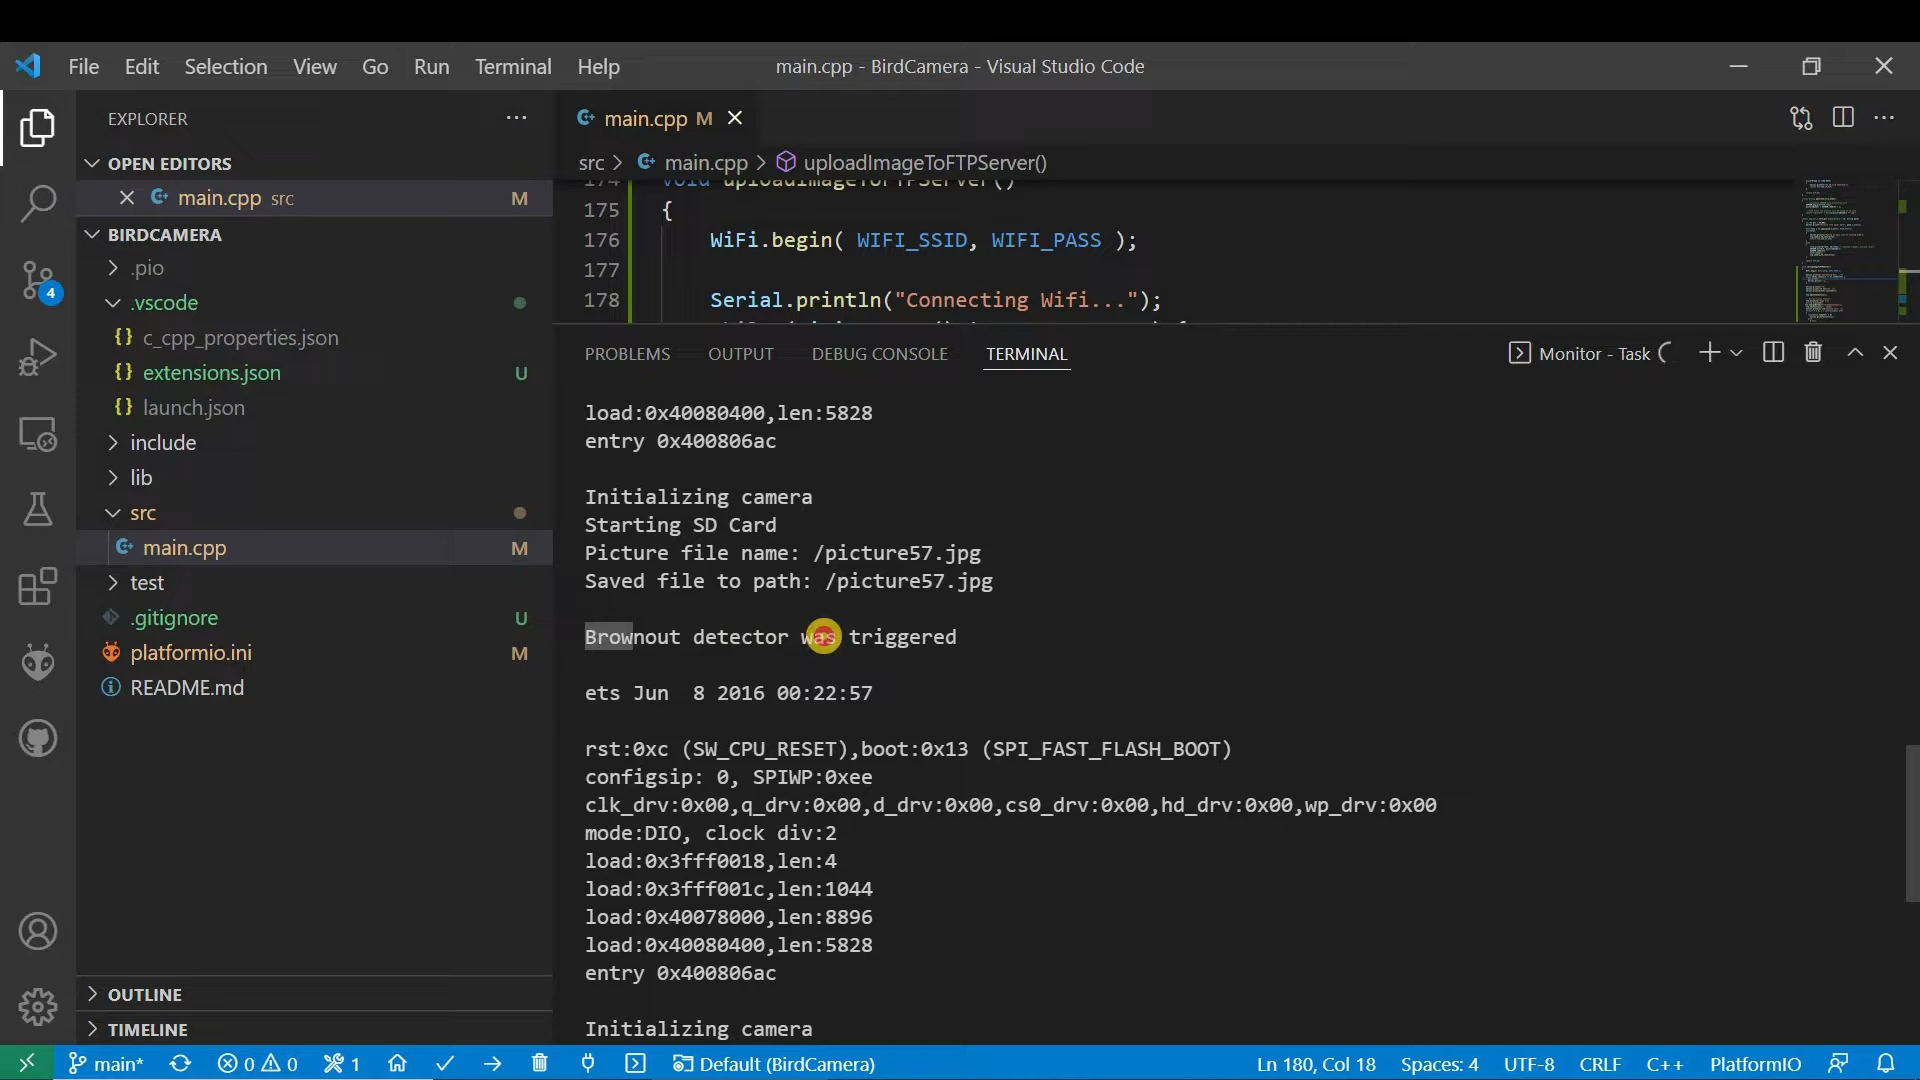 File Edit Selection View Go Run Terminal Help
main.cpp - BirdCamera - Visual Studio Code
EXPLORER
OPEN EDITORS
main.cpp src M
BIRDCAMERA
.pio
.vscode
{} c_cpp_properties.json
{} extensions.json U
{} launch.json
include
lib
src
main.cpp M
test
.gitignore U
platformio.ini M
README.md
OUTLINE
TIMELINE
4
main.cpp M
src > main.cpp > uploadImageToFTPServer()
174 void uploadImageToFTPServer()
175 {
176 WiFi.begin( WIFI_SSID, WIFI_PASS );
177
178 Serial.println("Connecting Wifi...");
PROBLEMS OUTPUT DEBUG CONSOLE TERMINAL
Monitor - Task
load:0x40080400,len:5828
entry 0x400806ac
Initializing camera
Starting SD Card
Picture file name: /picture57.jpg
Saved file to path: /picture57.jpg
Brownout detector was triggered
ets Jun  8 2016 00:22:57
rst:0xc (SW_CPU_RESET),boot:0x13 (SPI_FAST_FLASH_BOOT)
configsip: 0, SPIWP:0xee
clk_drv:0x00,q_drv:0x00,d_drv:0x00,cs0_drv:0x00,hd_drv:0x00,wp_drv:0x00
mode:DIO, clock div:2
load:0x3fff0018,len:4
load:0x3fff001c,len:1044
load:0x40078000,len:8896
load:0x40080400,len:5828
entry 0x400806ac
Initializing camera
main* 0 0 1 Default (BirdCamera) Ln 180, Col 18 Spaces: 4 UTF-8 CRLF C++ PlatformIO